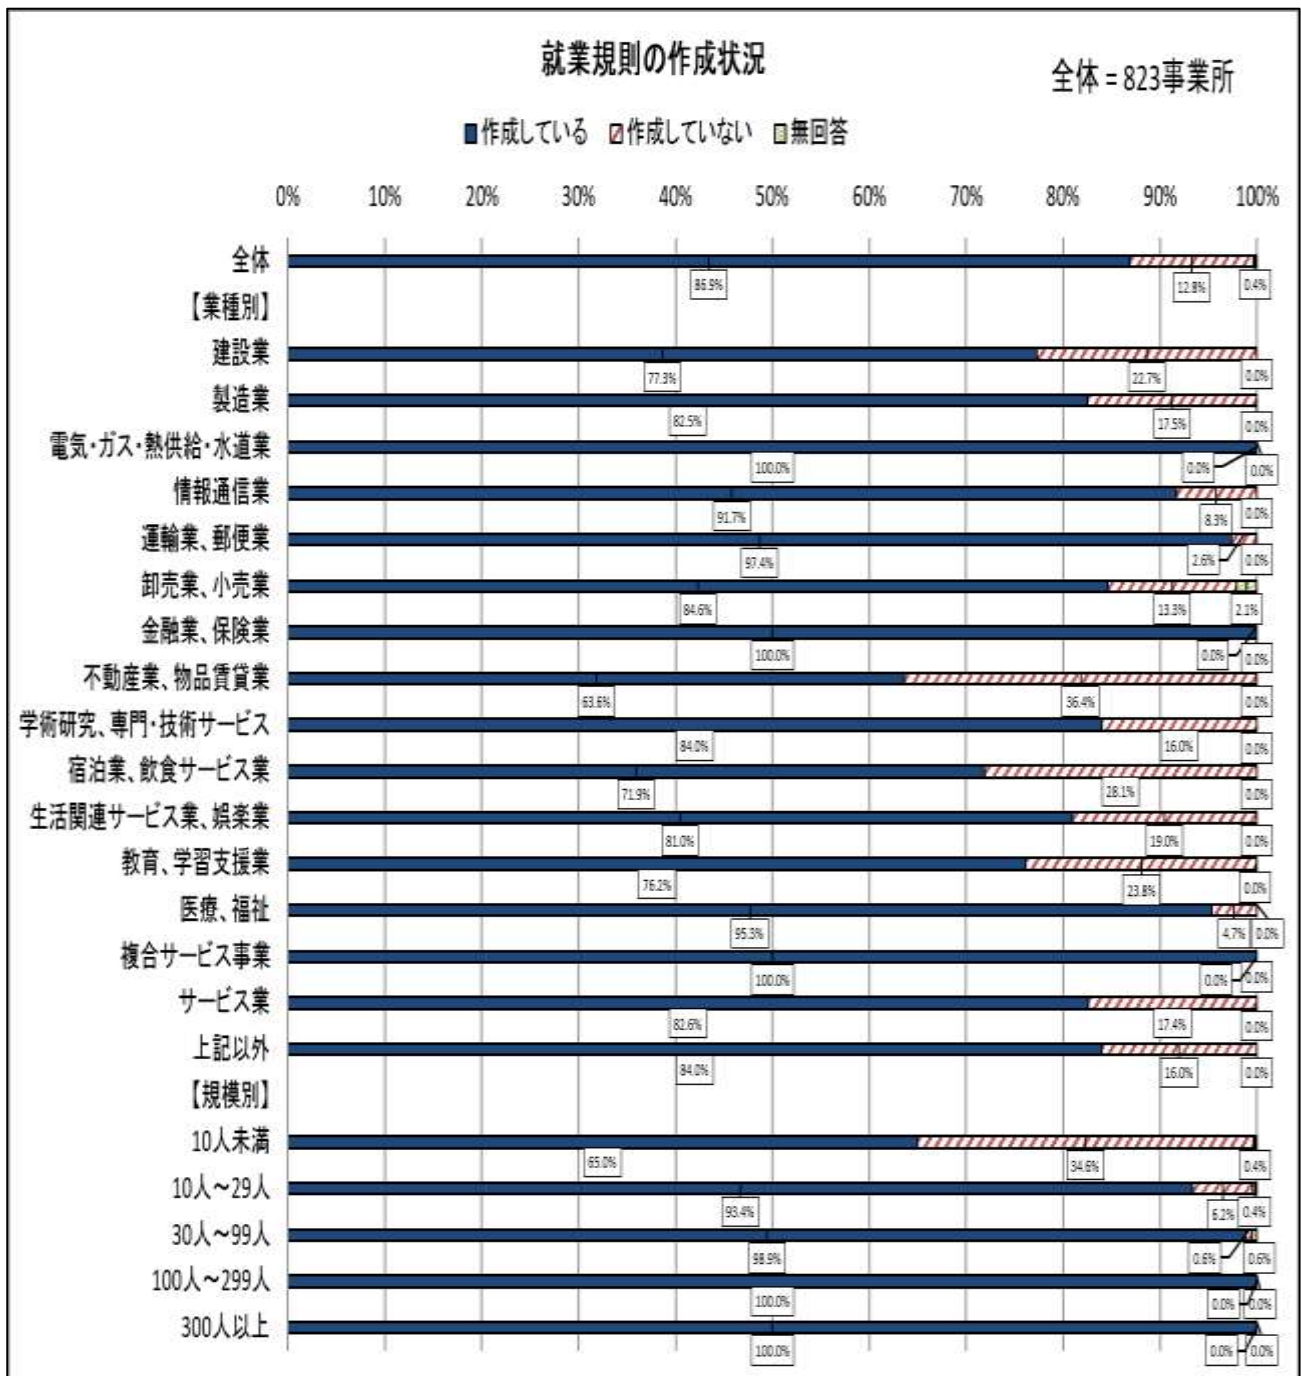 就業規則の作成状況
全体 = 823事業所
作成している 作成していない 無回答
0% 10% 20% 30% 40% 50% 60% 70% 80% 90% 100%
全体
86.9% 12.8% 0.4%
【業種別】
建設業
77.3% 22.7% 0.0%
製造業
82.5% 17.5% 0.0%
電気・ガス・熱供給・水道業
100.0% 0.0% 0.0%
情報通信業
91.7% 8.3% 0.0%
運輸業、郵便業
97.4% 2.6% 0.0%
卸売業、小売業
84.6% 13.3% 2.1%
金融業、保険業
100.0% 0.0% 0.0%
不動産業、物品賃貸業
63.6% 36.4% 0.0%
学術研究、専門・技術サービス
84.0% 16.0% 0.0%
宿泊業、飲食サービス業
71.9% 28.1% 0.0%
生活関連サービス業、娯楽業
81.0% 19.0% 0.0%
教育、学習支援業
76.2% 23.8% 0.0%
医療、福祉
95.3% 4.7% 0.0%
複合サービス事業
100.0% 0.0% 0.0%
サービス業
82.6% 17.4% 0.0%
上記以外
84.0% 16.0% 0.0%
【規模別】
10人未満
65.0% 34.6% 0.4%
10人～29人
93.4% 6.2% 0.4%
30人～99人
98.9% 0.6% 0.6%
100人～299人
100.0% 0.0% 0.0%
300人以上
100.0% 0.0% 0.0%